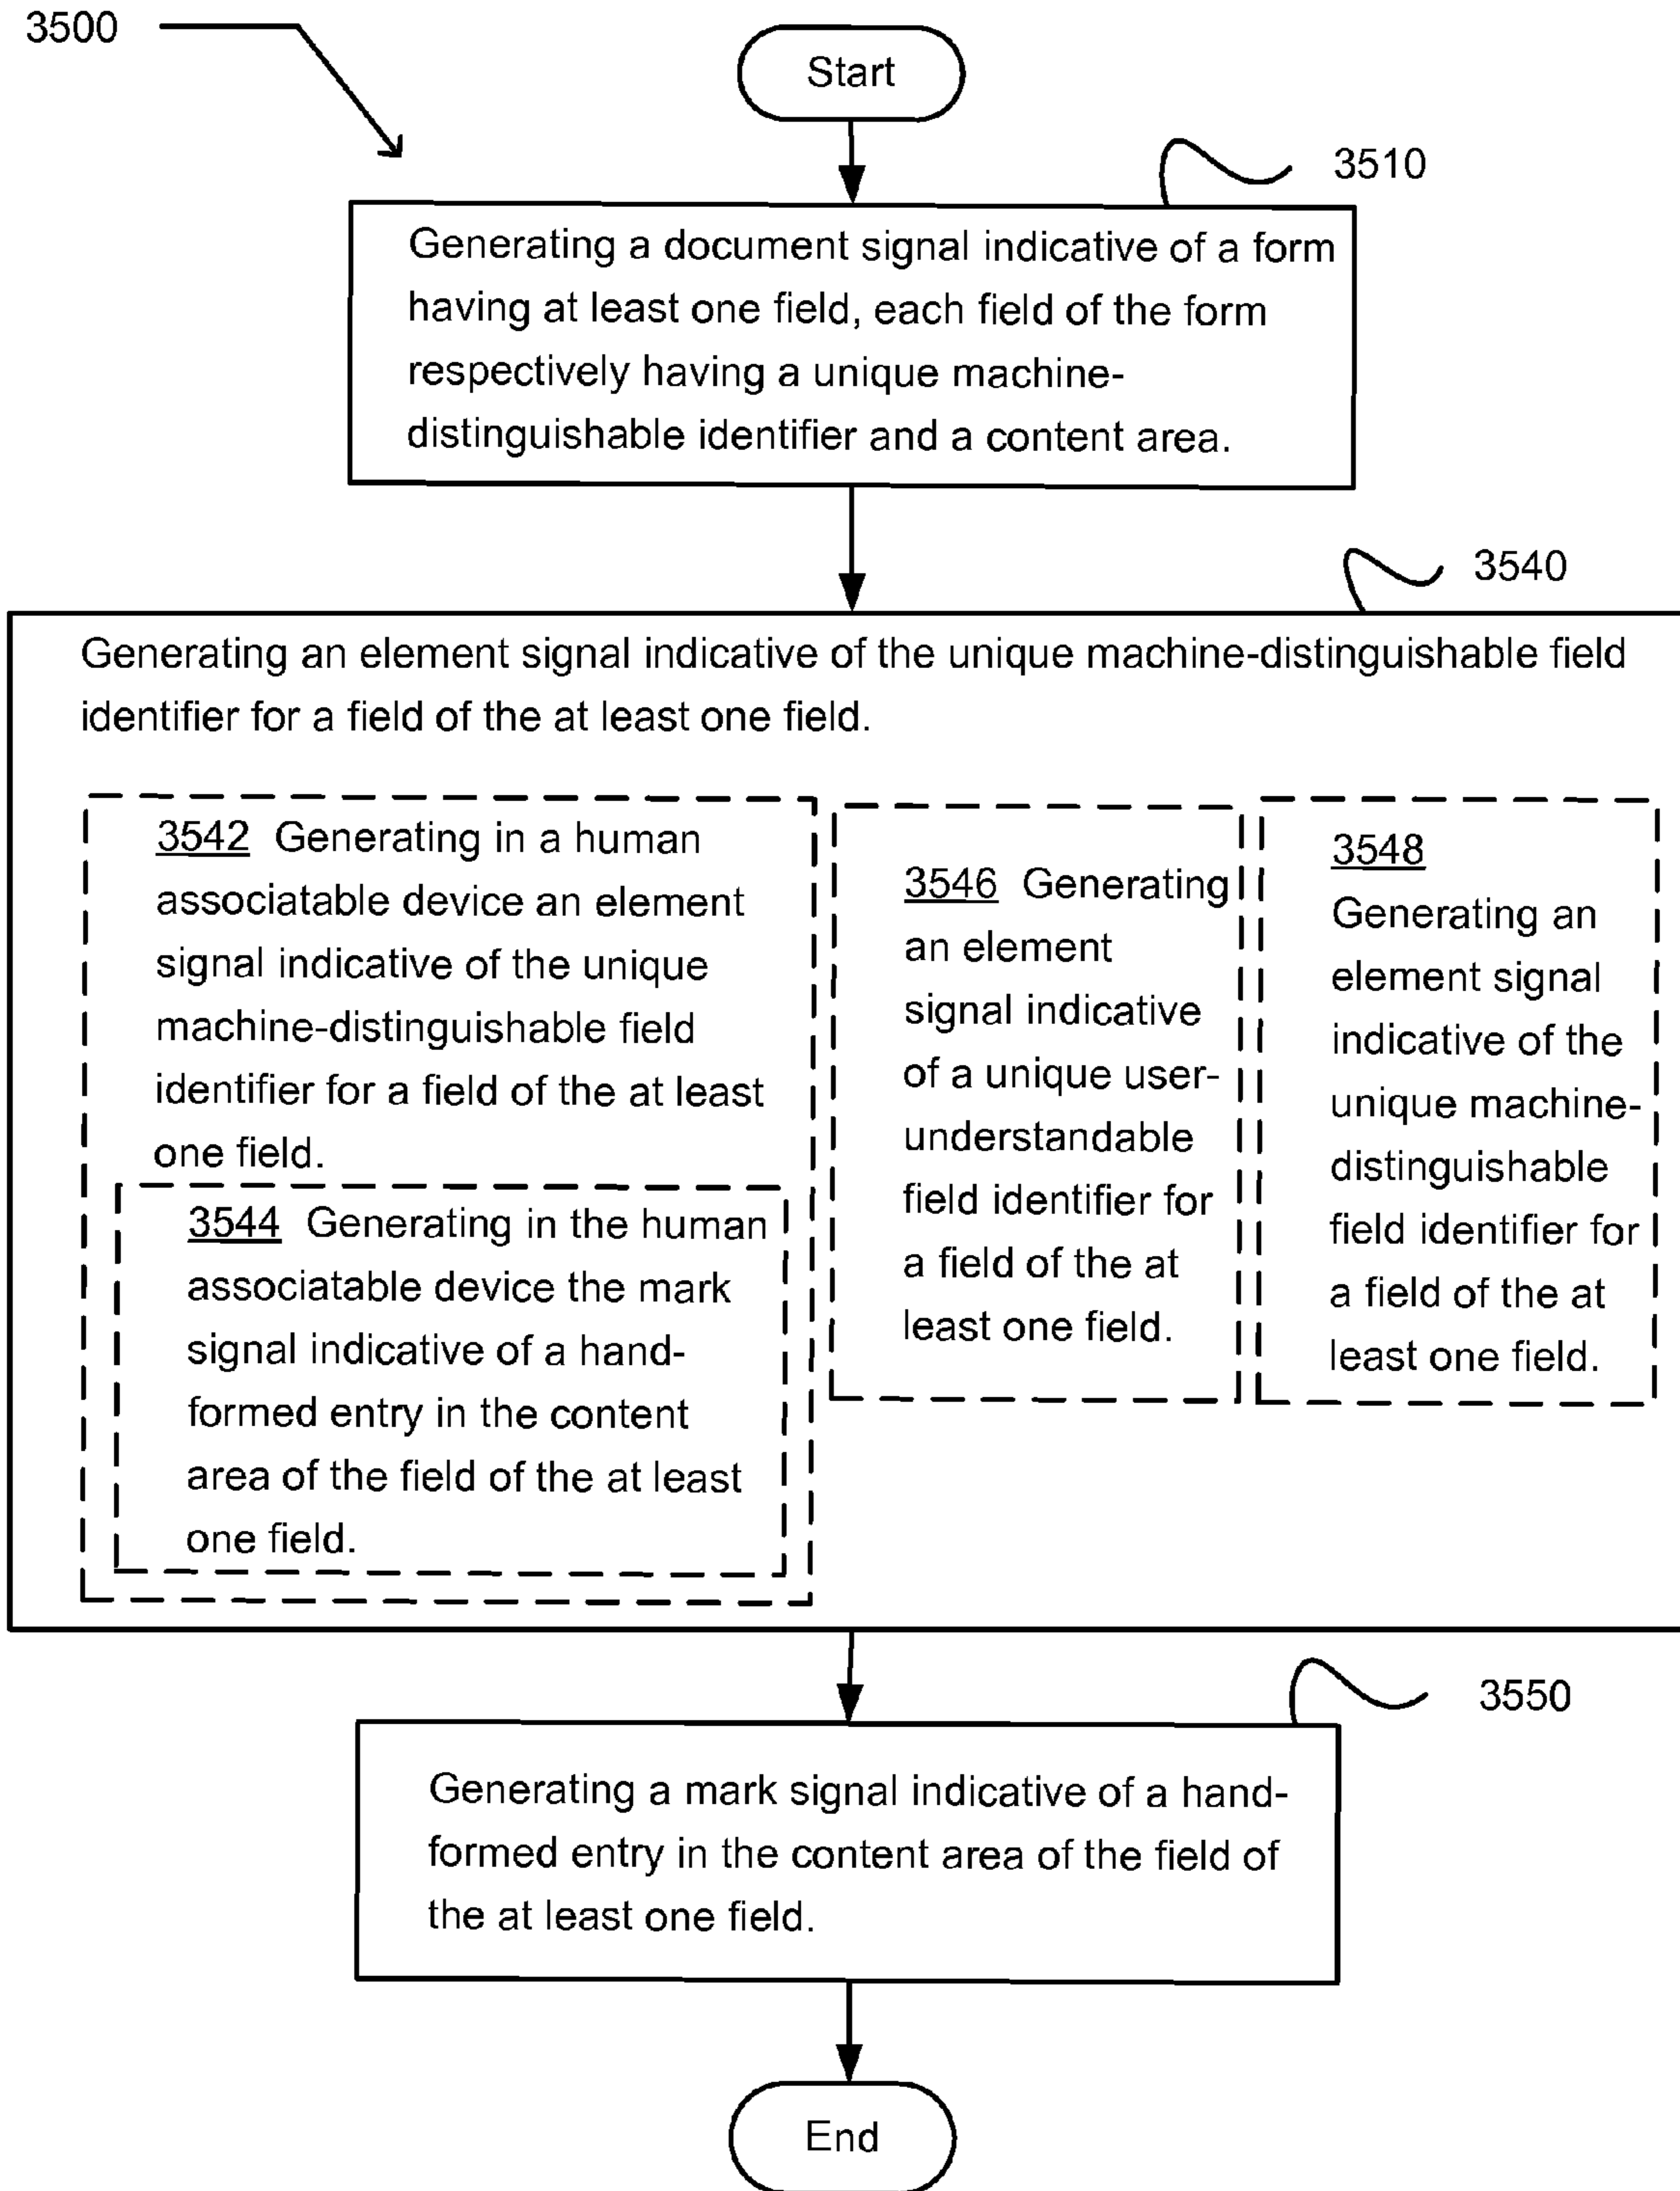 3500
Start
3510
Generating a document signal indicative of a form
having at least one field, each field of the form
respectively having a unique machine-
distinguishable identifier and a content area.
3540
Generating an element signal indicative of the unique machine-distinguishable field
identifier for a field of the at least one field.
3542 Generating in a human
associatable device an element
signal indicative of the unique
machine-distinguishable field
identifier for a field of the at least
one field.
3544 Generating in the human
associatable device the mark
signal indicative of a hand-
formed entry in the content
area of the field of the at least
one field.
3546 Generating
an element
signal indicative
of a unique user-
understandable
field identifier for
a field of the at
least one field.
3548
Generating an
element signal
indicative of the
unique machine-
distinguishable
field identifier for
a field of the at
least one field.
3550
Generating a mark signal indicative of a hand-
formed entry in the content area of the field of
the at least one field.
End